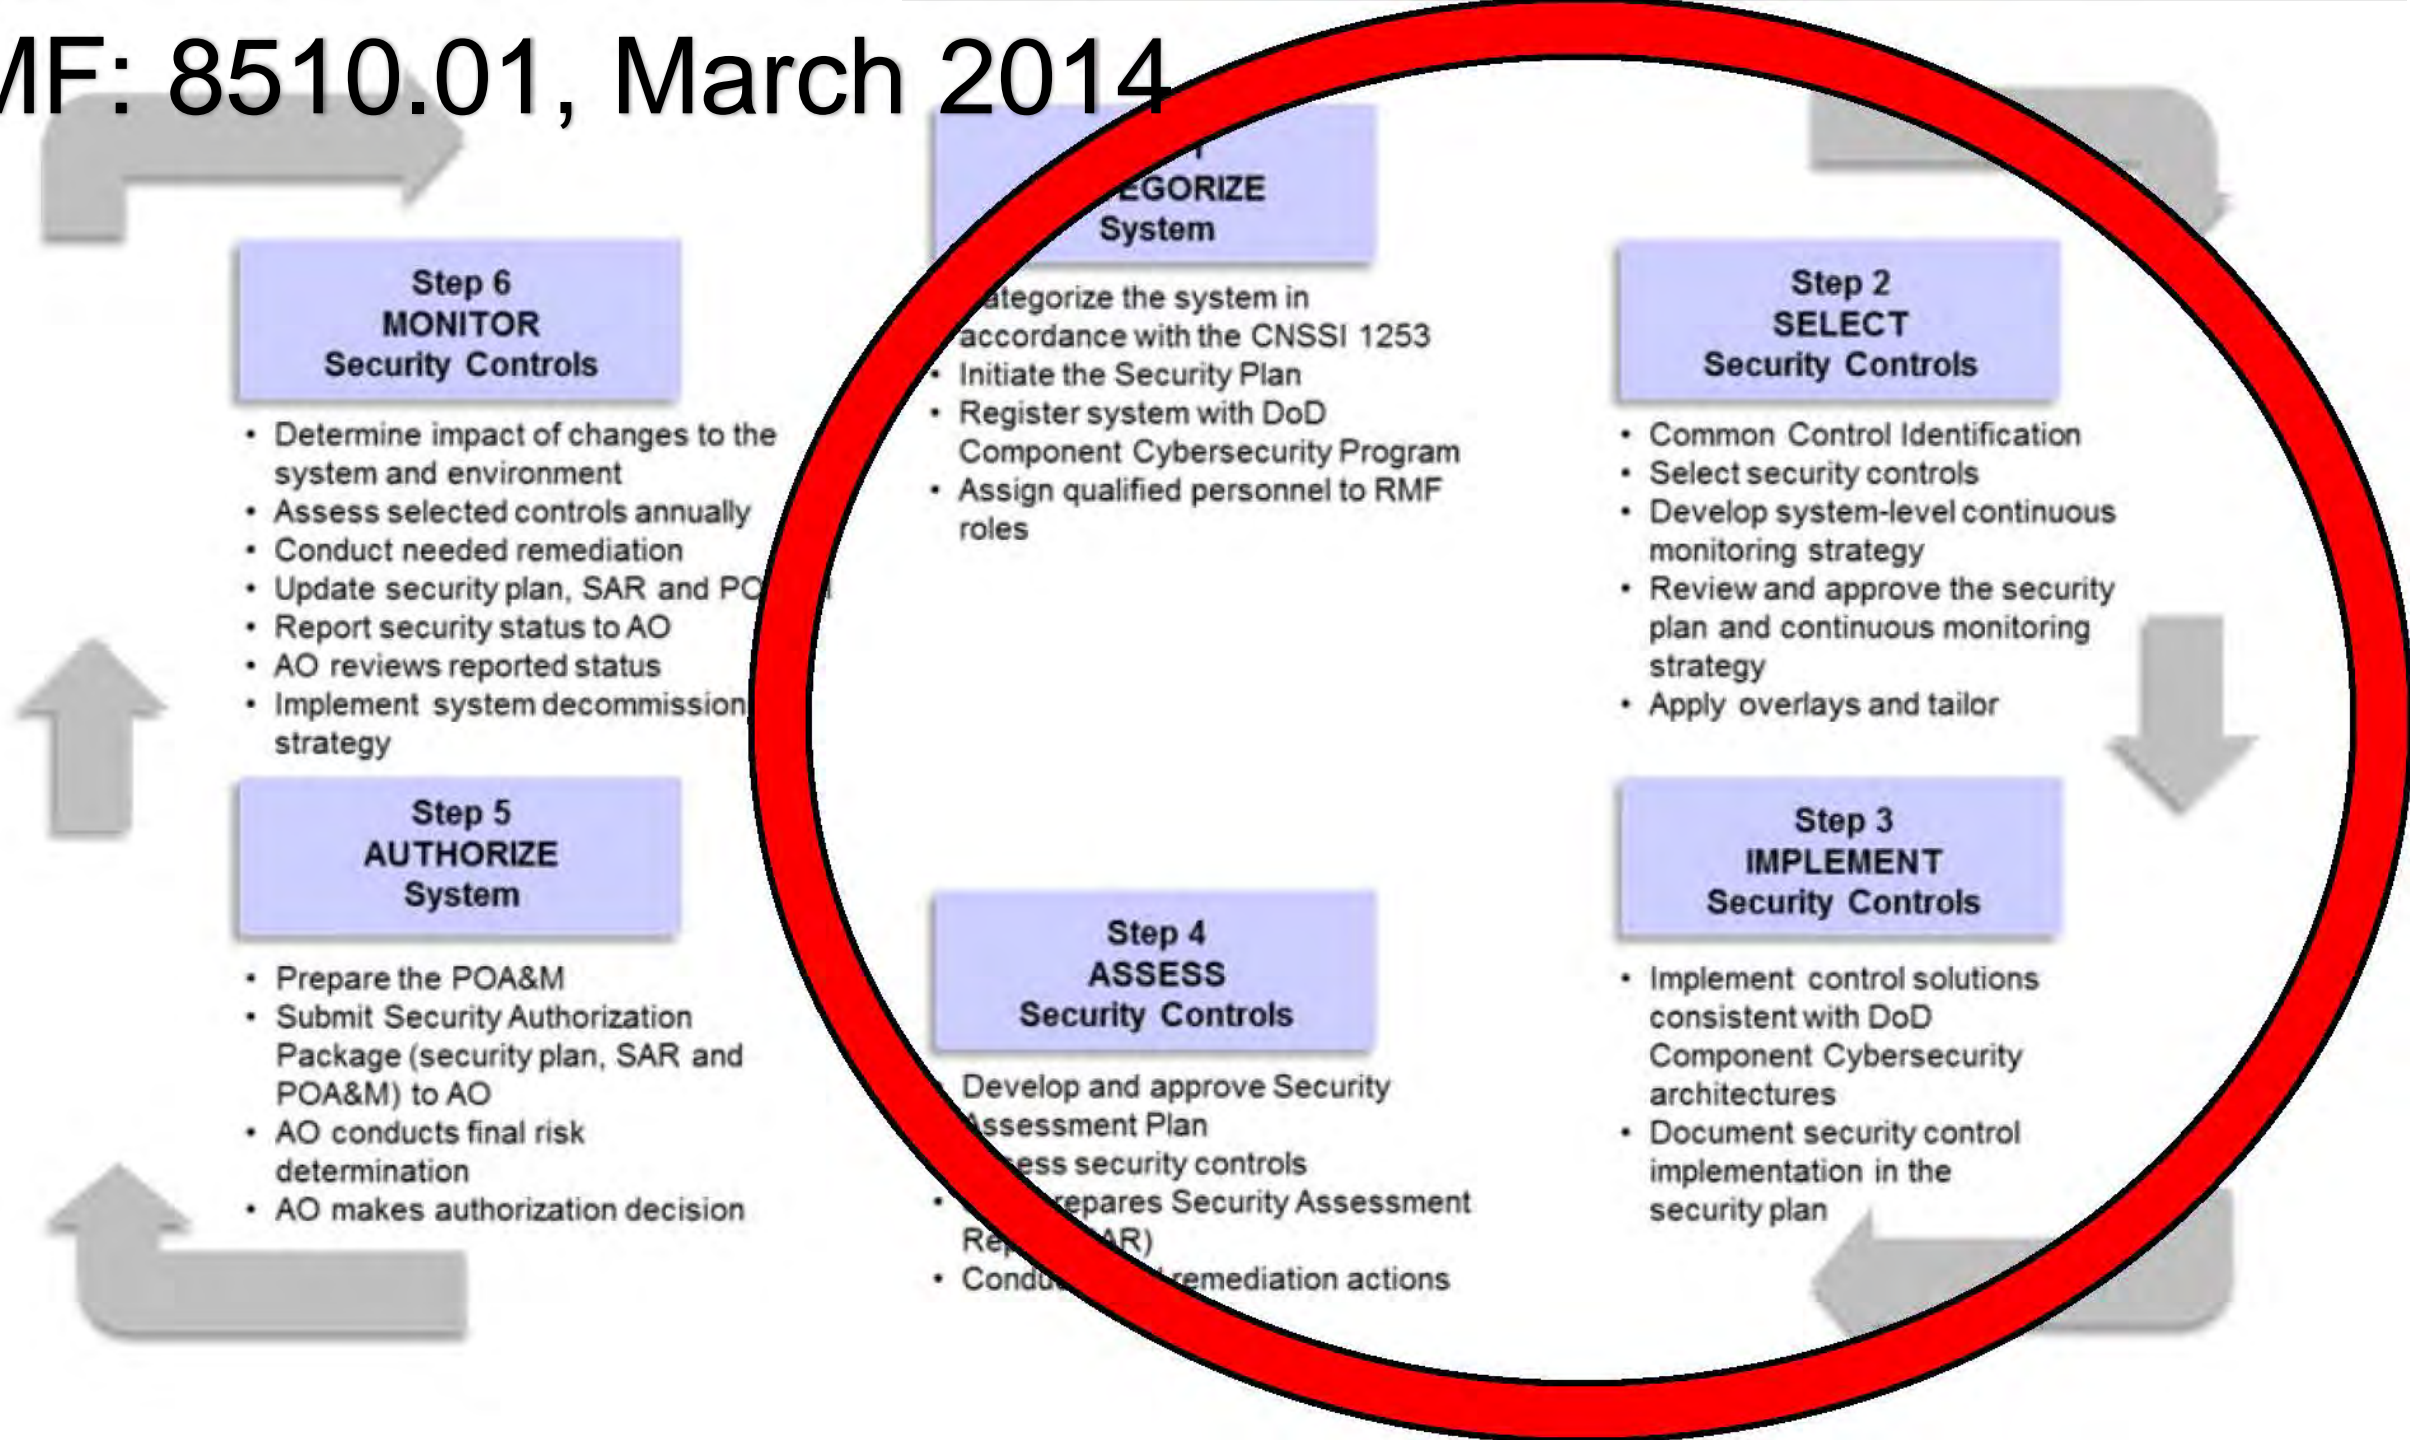 MF: 8510.01, March 2014
EGORIZE
System
ategorize the system in
accordance with the CNSSI 1253
• Initiate the Security Plan
• Register system with DoD
Component Cybersecurity Program
• Assign qualified personnel to RMF
roles
Step 2
SELECT
Security Controls
• Common Control Identification
• Select security controls
• Develop system-level continuous
monitoring strategy
• Review and approve the security
plan and continuous monitoring
strategy
• Apply overlays and tailor
Step 3
IMPLEMENT
Security Controls
• Implement control solutions
consistent with DoD
Component Cybersecurity
architectures
• Document security control
implementation in the
security plan
Step 4
ASSESS
Security Controls
Develop and approve Security
Assessment Plan
ess security controls
• repares Security Assessment
Rep AR)
• Condu remediation actions
Step 5
AUTHORIZE
System
• Prepare the POA&M
• Submit Security Authorization
Package (security plan, SAR and
POA&M) to AO
• AO conducts final risk
determination
• AO makes authorization decision
Step 6
MONITOR
Security Controls
• Determine impact of changes to the
system and environment
• Assess selected controls annually
• Conduct needed remediation
• Update security plan, SAR and PO
• Report security status to AO
• AO reviews reported status
• Implement system decommission
strategy